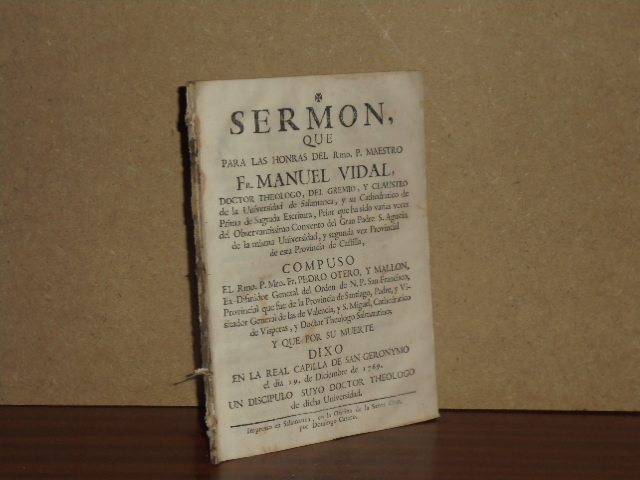 SERMON,
QUE
PARA LAS HONRAS DEL Rmo. P. MAESTRO
FR. MANUEL VIDAL,
DOCTOR THEOLOGO, DEL GREMIO, Y CLAUSTRO
de la Universidad de Salamanca, y su Cathedratico de
Prima de Sagrada Escritura, Prior que ha sido varias veces
del Observantissimo Convento del Gran Padre S. Agustin
de la misma Universidad, y segunda vez Provincial
de esta Provincia de Castilla,
COMPUSO
EL Rmo. P. Mro. Fr. PEDRO OTERO, Y MALLON,
Ex-Difinidor General del Orden de N. P. San Francisco,
Provincial que fue de la Provincia de Santiago, Padre, y Vi-
sitador General de las de Valencia, y S. Miguel, Cathedratico
de Visperas, y Doctor Theologo Salmantino.
Y QUE POR SU MUERTE
DIXO
EN LA REAL CAPILLA DE SAN GERONYMO
el dia 19. de Diciembre de 1769.
UN DISCIPULO SUYO DOCTOR THEOLOGO
de dicha Universidad.
Impresso en Salamanca, en la Oficina de la Santa Cruz,
por Domingo